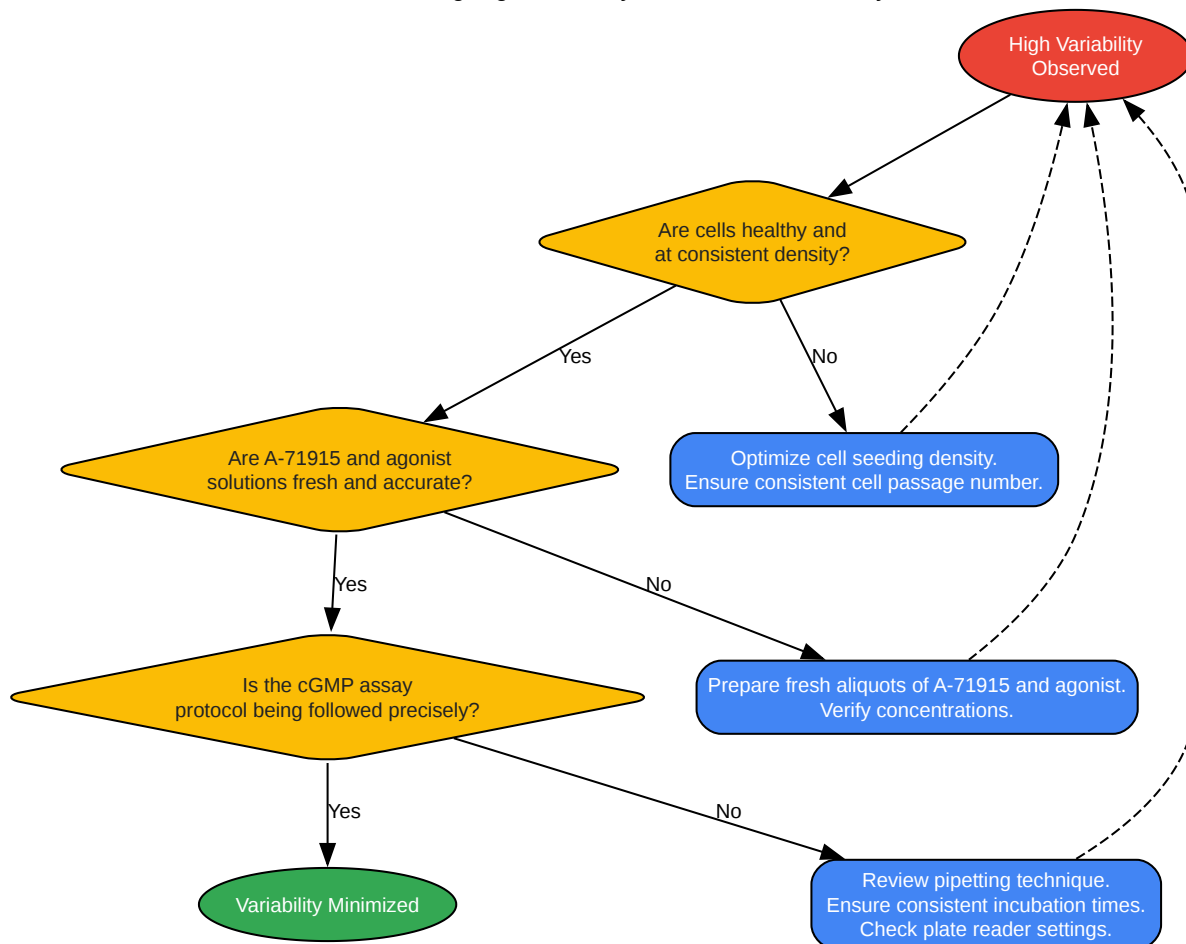 High Variability
Observed
Are cells healthy and
at consistent density?
Yes
No
Are A-71915 and agonist
solutions fresh and accurate?
Optimize cell seeding density.
Ensure consistent cell passage number.
Yes
No
Is the cGMP assay
protocol being followed precisely?
Prepare fresh aliquots of A-71915 and agonist.
Verify concentrations.
Yes
No
Variability Minimized
Review pipetting technique.
Ensure consistent incubation times.
Check plate reader settings.